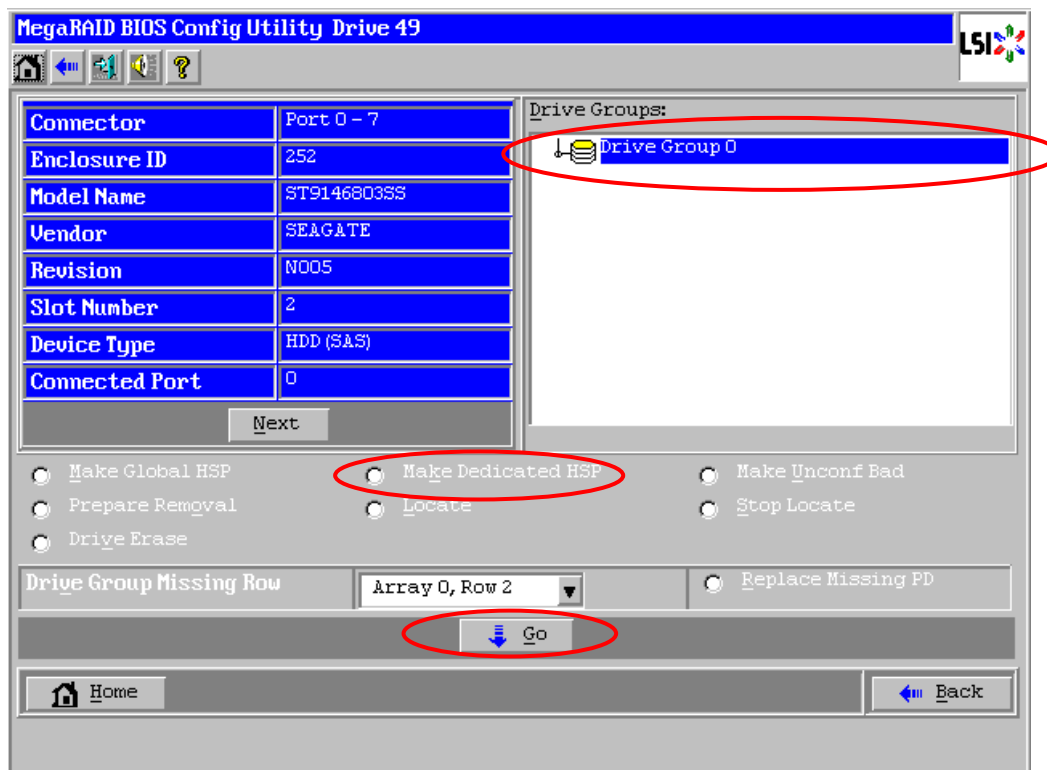 MegaRAID BIOS Config Utility Drive 49
LSI
Connector Port 0 - 7
Enclosure ID 252
Model Name ST9146803SS
Vendor SEAGATE
Revision N005
Slot Number 2
Device Type HDD (SAS)
Connected Port 0
Next
Drive Groups:
Drive Group 0
Make Global HSP Make Dedicated HSP Make Unconf Bad
Prepare Removal Locate Stop Locate
Drive Erase
Drive Group Missing Row Array 0, Row 2 Replace Missing PD
Go
Home Back